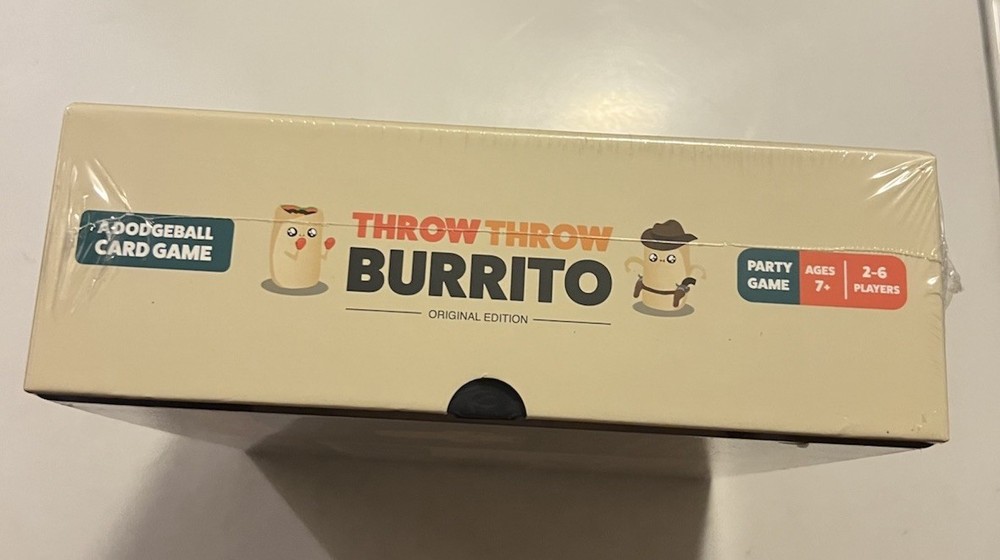 A DODGEBALL
CARD GAME
THROW THROW
BURRITO
ORIGINAL EDITION
PARTY
GAME
AGES
7+
2-6
PLAYERS